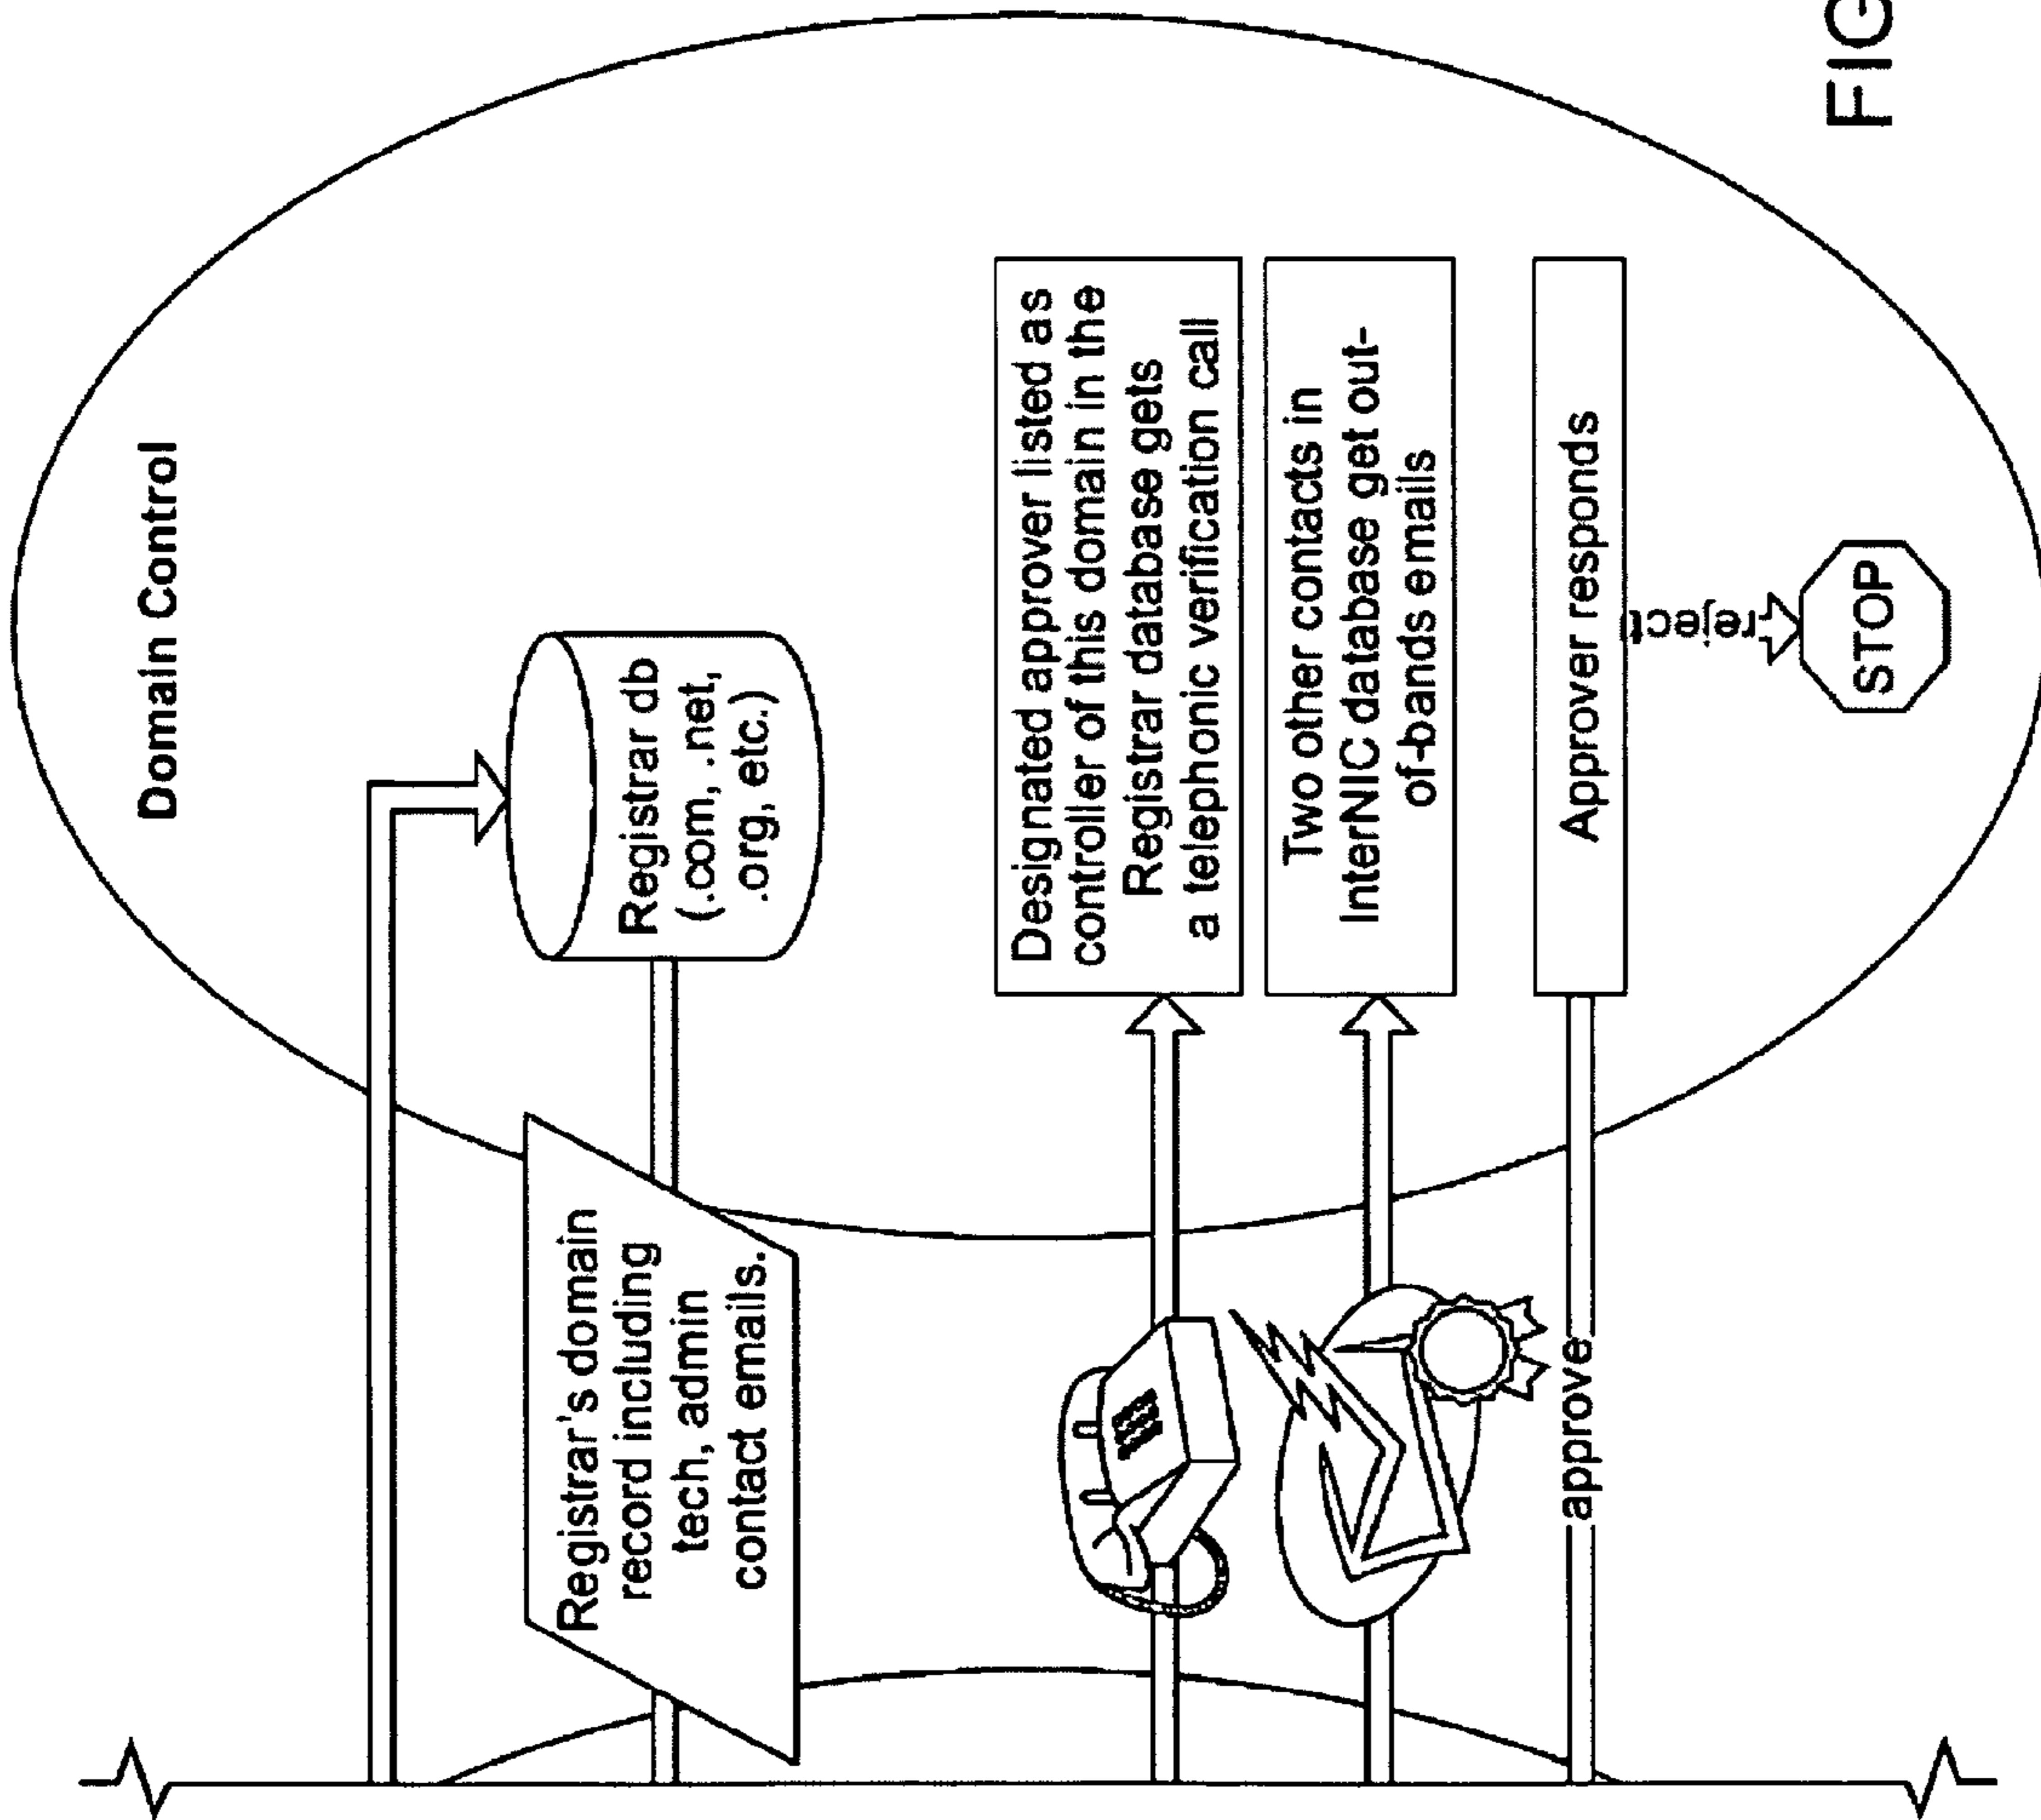 Domain Control
Registrar's domain
record including
tech, admin
contact emails.
Registrar db
(.com, .net,
.org, etc.)
Designated approver listed as
controller of this domain in the
Registrar database gets
a telephonic verification call
Two other contacts in
InterNIC database get out-
of-bands emails
approve
Approver responds
reject
STOP
FIG